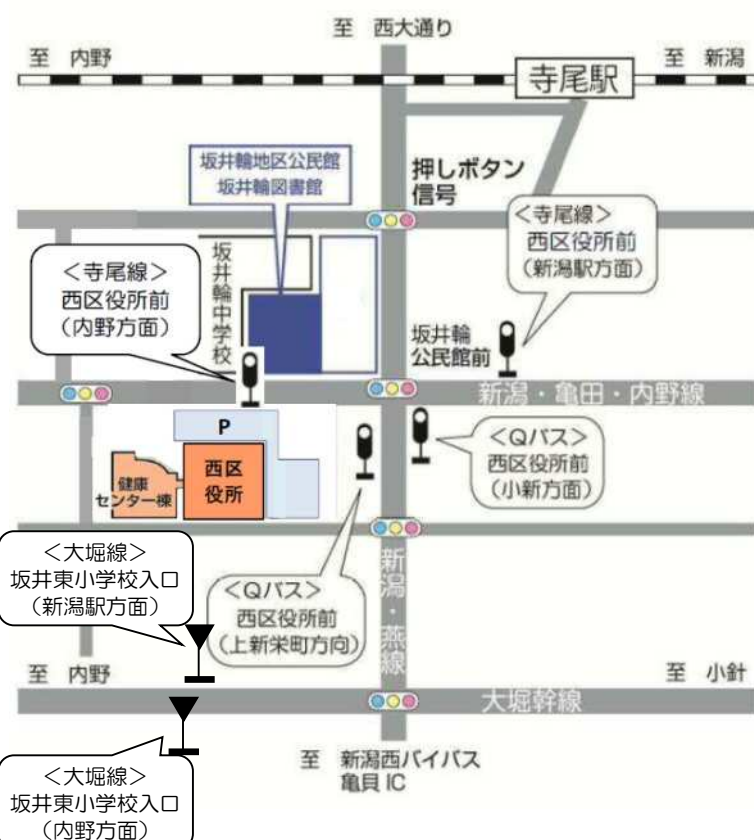 至 西大通り
至 内野
寺尾駅
至 新潟
坂井輪地区公民館
坂井輪図書館
押しボタン
信号
<寺尾線>
西区役所前
(新潟駅方面)
<寺尾線>
西区役所前
(内野方面)
坂井輪中学校
坂井輪
公民館前
新潟・亀田・内野線
P
西区
役所
健康
センター棟
<Qバス>
西区役所前
(小新方面)
<大堀線>
坂井東小学校入口
(新潟駅方面)
<Qバス>
西区役所前
(上新栄町方向)
新潟・燕線
至 内野
至 小針
大堀幹線
<大堀線>
坂井東小学校入口
(内野方面)
至 新潟西バイパス
亀貝 IC